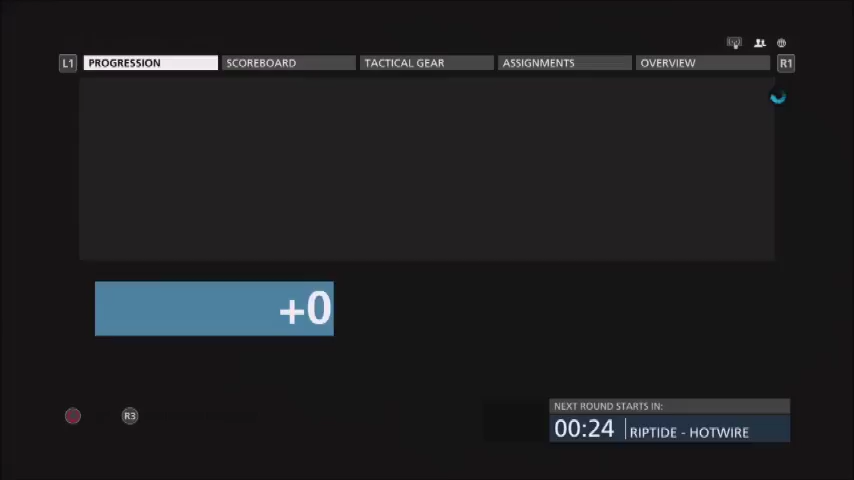 L1 PROGRESSION SCOREBOARD TACTICAL GEAR ASSIGNMENTS OVERVIEW R1
+0
R3
NEXT ROUND STARTS IN:
00:24 RIPTIDE - HOTWIRE